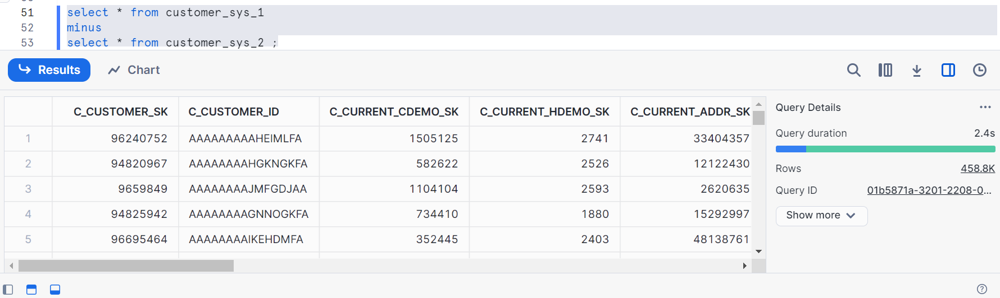 51 select * from customer_sys_1
52 minus
53 select * from customer_sys_2 ;
Results Chart
C_CUSTOMER_SK C_CUSTOMER_ID C_CURRENT_CDEMO_SK C_CURRENT_HDEMO_SK C_CURRENT_ADDR_SK
1 96240752 AAAAAAAAAHEIMLFA 1505125 2741 33404357
2 94820967 AAAAAAAAHGKNGKFA 582622 2526 12122430
3 9659849 AAAAAAAAJMFGDJAA 1104104 2593 2620635
4 94825942 AAAAAAAAGNNOGKFA 734410 1880 15292997
5 96695464 AAAAAAAAIKEHDMFA 352445 2403 48138761
Query Details
Query duration 2.4s
Rows 458.8K
Query ID 01b5871a-3201-2208-0...
Show more